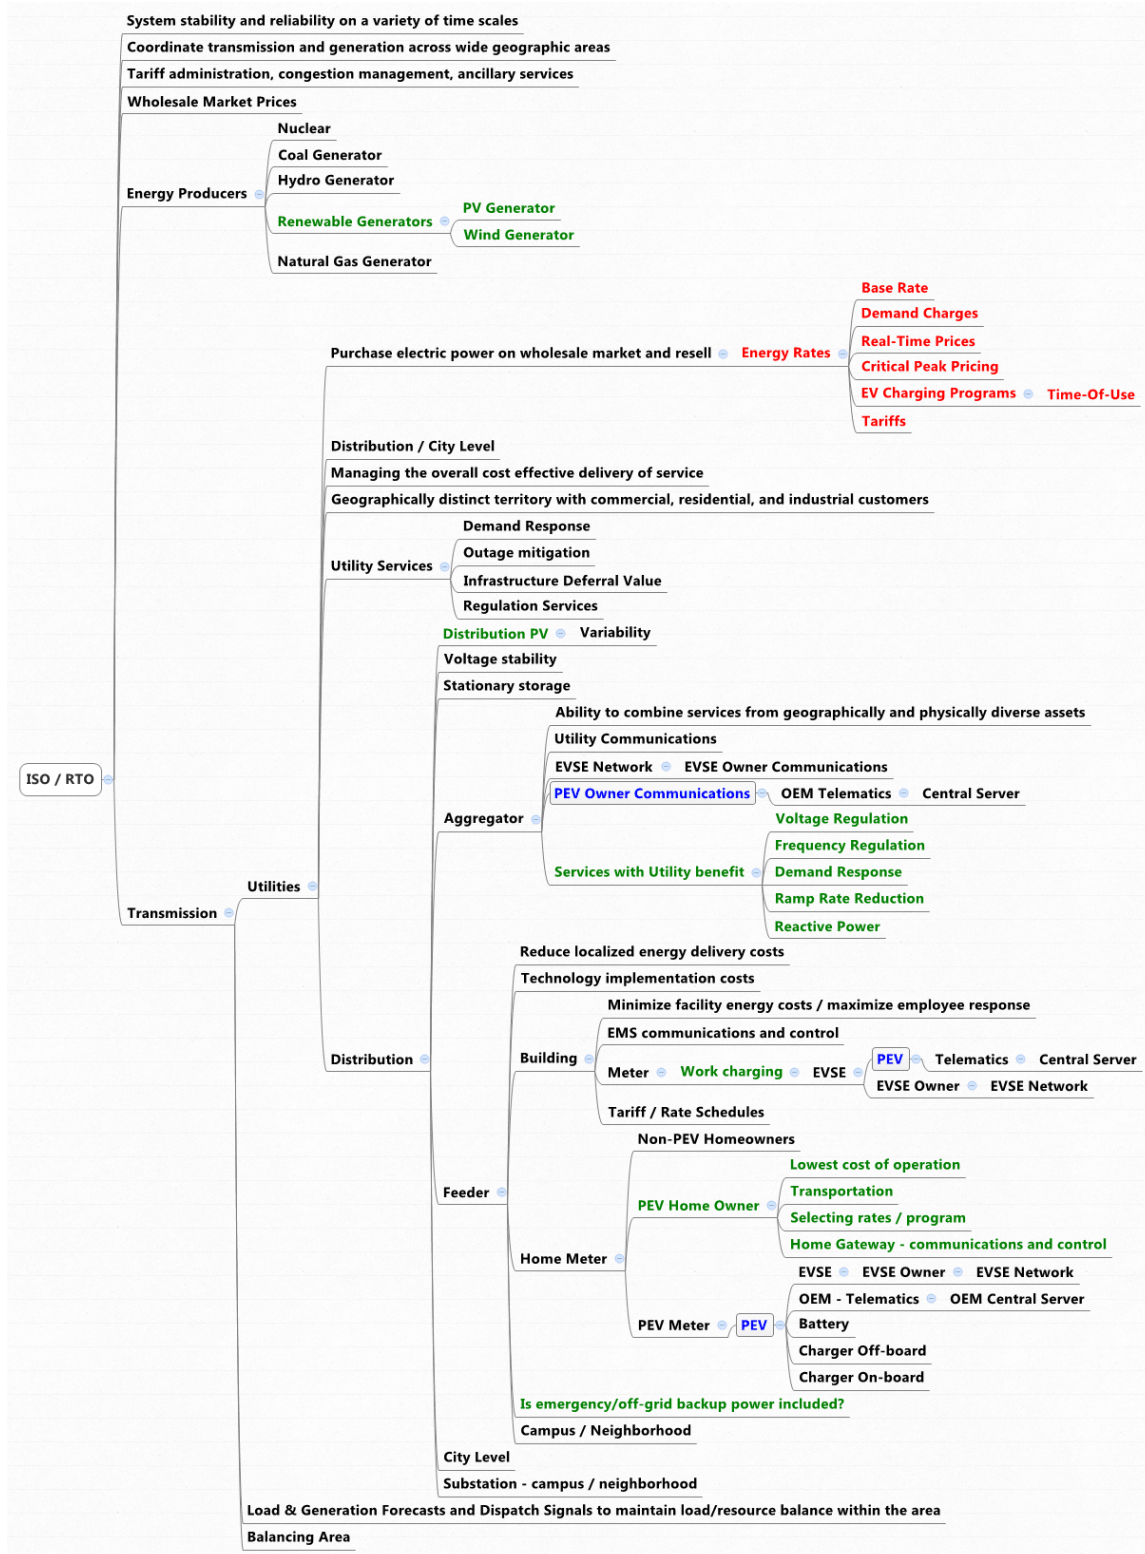 System stability and reliability on a variety of time scales
Coordinate transmission and generation across wide geographic areas
Tariff administration, congestion management, ancillary services
Wholesale Market Prices
Nuclear
Coal Generator
Hydro Generator
Energy Producers
PV Generator
Renewable Generators
Wind Generator
Natural Gas Generator
Base Rate
Demand Charges
Real-Time Prices
Purchase electric power on wholesale market and resell Energy Rates
Critical Peak Pricing
EV Charging Programs Time-Of-Use
Tariffs
Distribution / City Level
Managing the overall cost effective delivery of service
Geographically distinct territory with commercial, residential, and industrial customers
Demand Response
Outage mitigation
Utility Services
Infrastructure Deferral Value
Regulation Services
Distribution PV Variability
Voltage stability
Stationary storage
Ability to combine services from geographically and physically diverse assets
Utility Communications
EVSE Network EVSE Owner Communications
ISO / RTO
PEV Owner Communications OEM Telematics Central Server
Aggregator
Voltage Regulation
Frequency Regulation
Services with Utility benefit Demand Response
Utilities
Ramp Rate Reduction
Transmission
Reactive Power
Reduce localized energy delivery costs
Technology implementation costs
Minimize facility energy costs / maximize employee response
EMS communications and control
Distribution
Building
PEV Telematics Central Server
Meter Work charging EVSE
EVSE Owner EVSE Network
Tariff / Rate Schedules
Non-PEV Homeowners
Lowest cost of operation
Feeder
Transportation
PEV Home Owner
Selecting rates / program
Home Gateway - communications and control
Home Meter
EVSE EVSE Owner EVSE Network
OEM - Telematics OEM Central Server
PEV Meter PEV
Battery
Charger Off-board
Charger On-board
Is emergency/off-grid backup power included?
Campus / Neighborhood
City Level
Substation - campus / neighborhood
Load & Generation Forecasts and Dispatch Signals to maintain load/resource balance within the area
Balancing Area